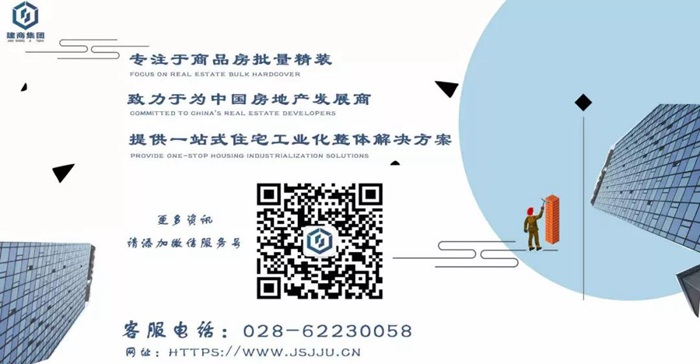 建商集团
专注于商品房批量精装
FOCUS ON REAL ESTATE BULK HARDCOVER
致力于为中国房地产发展商
COMMITTED TO CHINA'S REAL ESTATE DEVELOPERS
提供一站式住宅工业化整体解决方案
PROVIDE ONE-STOP HOUSING INDUSTRIALIZATION SOLUTIONS
更多资讯
请添加微信服务号
客服电话：028-62230058
网址：HTTPS://WWW.JSJJU.CN